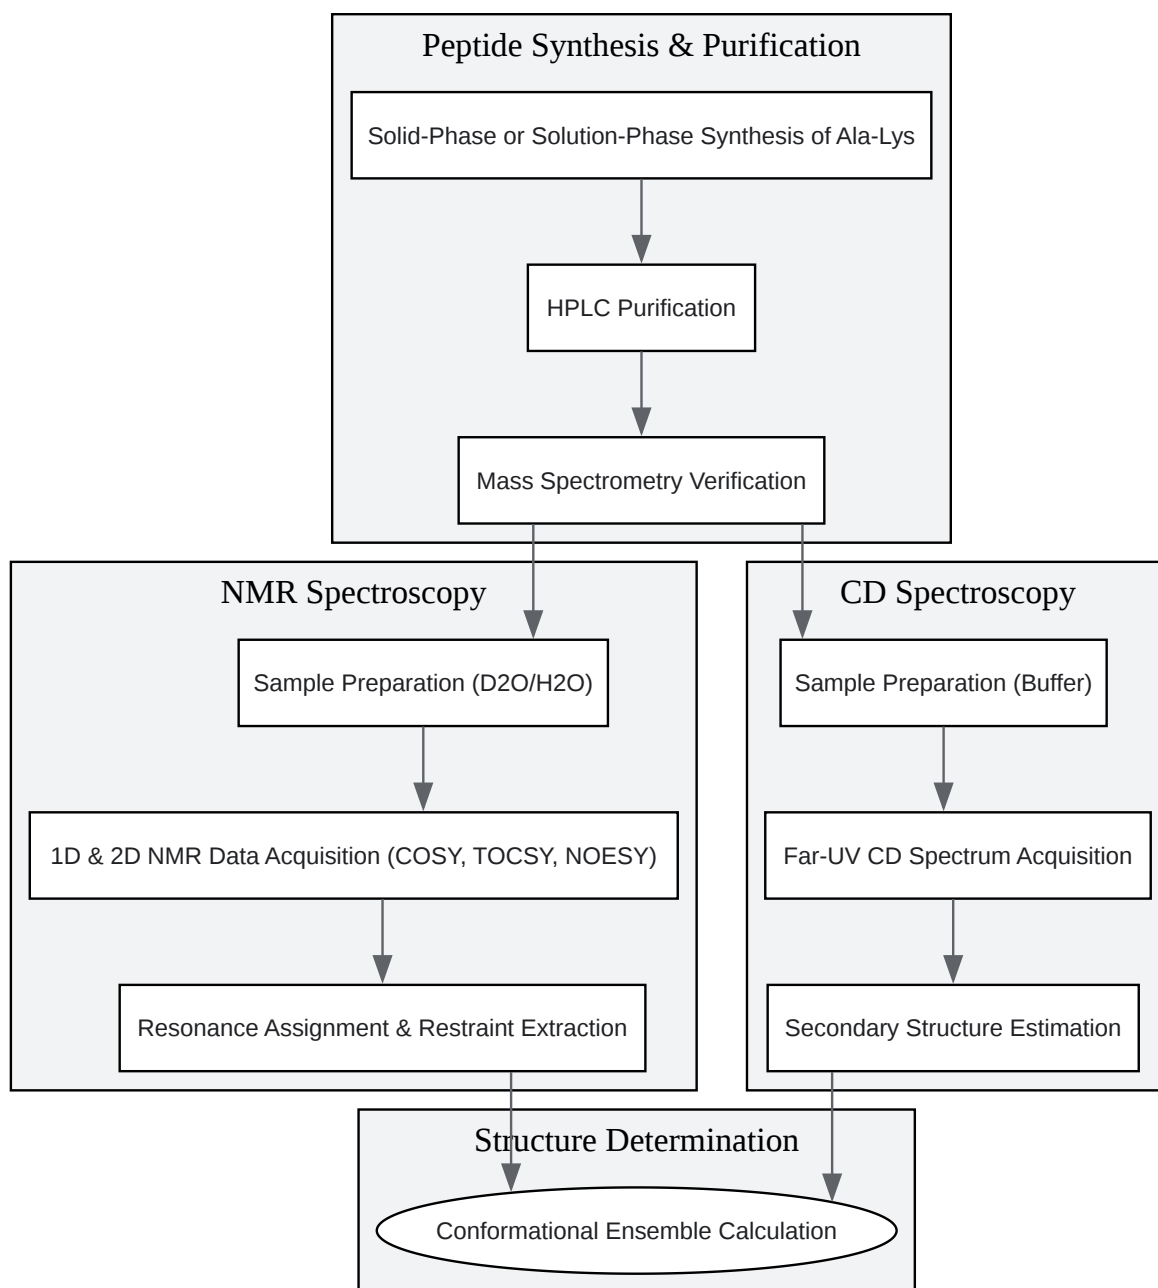 Peptide Synthesis & Purification
Solid-Phase or Solution-Phase Synthesis of Ala-Lys
HPLC Purification
Mass Spectrometry Verification
NMR Spectroscopy
Sample Preparation (D2O/H2O)
1D & 2D NMR Data Acquisition (COSY, TOCSY, NOESY)
Resonance Assignment & Restraint Extraction
CD Spectroscopy
Sample Preparation (Buffer)
Far-UV CD Spectrum Acquisition
Secondary Structure Estimation
Structure Determination
Conformational Ensemble Calculation